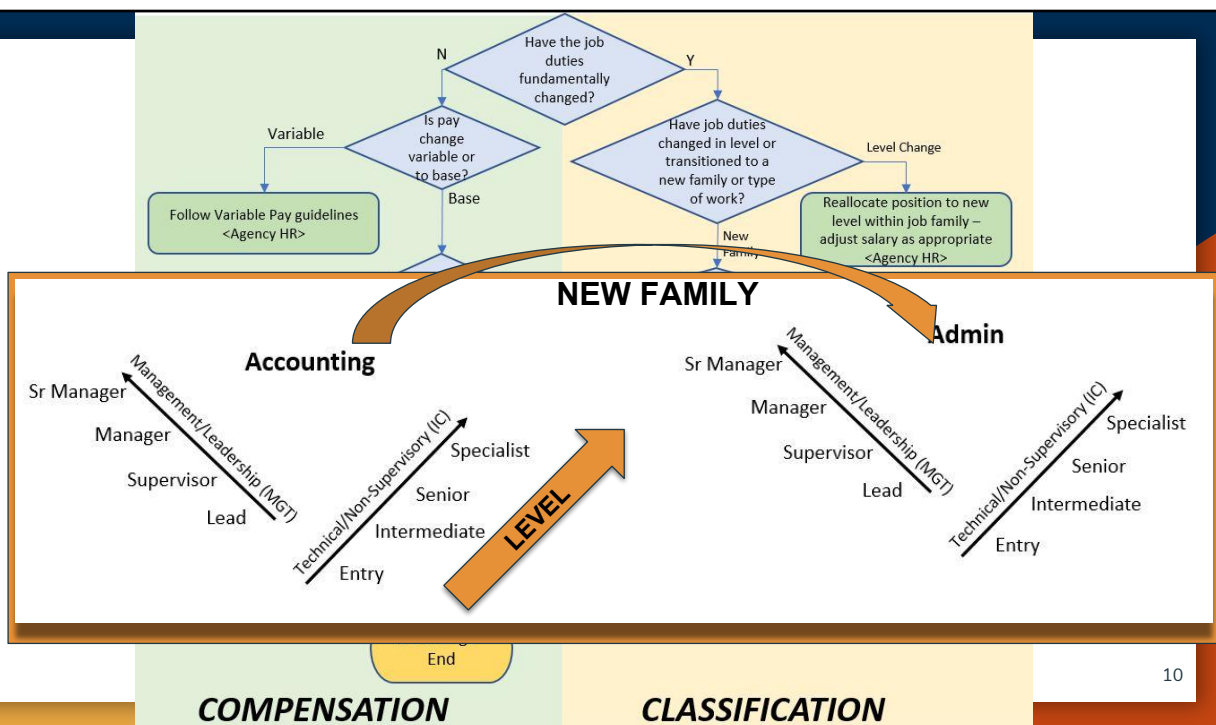 Have the job
duties
fundamentally
changed?
N
Y
Is pay
change
variable or
to base?
Variable
Base
Have job duties
changed in level or
transitioned to a
new family or type
of work?
Level Change
New
Family
Follow Variable Pay guidelines
<Agency HR>
Reallocate position to new
level within job family –
adjust salary as appropriate
<Agency HR>
NEW FAMILY
Accounting
Sr Manager
Manager
Supervisor
Lead
Management/Leadership (MGT)
Technical/Non-Supervisory (IC)
Specialist
Senior
Intermediate
Entry
LEVEL
Admin
Sr Manager
Manager
Supervisor
Lead
Management/Leadership (MGT)
Technical/Non-Supervisory (IC)
Specialist
Senior
Intermediate
Entry
End
10
COMPENSATION
CLASSIFICATION